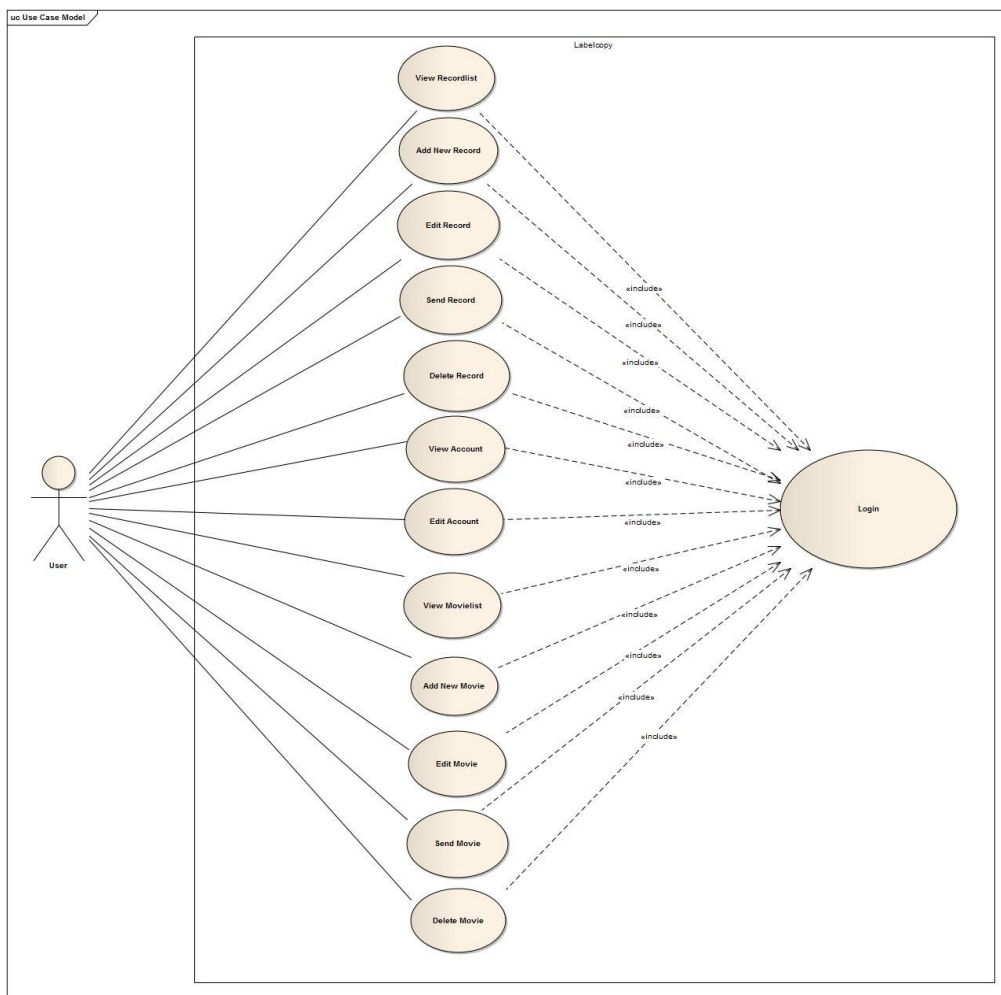 uc Use Case Model
Labelcopy
View Recordlist
Add New Record
Edit Record
«include»
Send Record
«include»
«include»
Delete Record
«include»
«include»
View Account
«include»
Login
Edit Account
«include»
User
«include»
View Movielist
«include»
«include»
Add New Movie
«include»
«include»
Edit Movie
Send Movie
Delete Movie